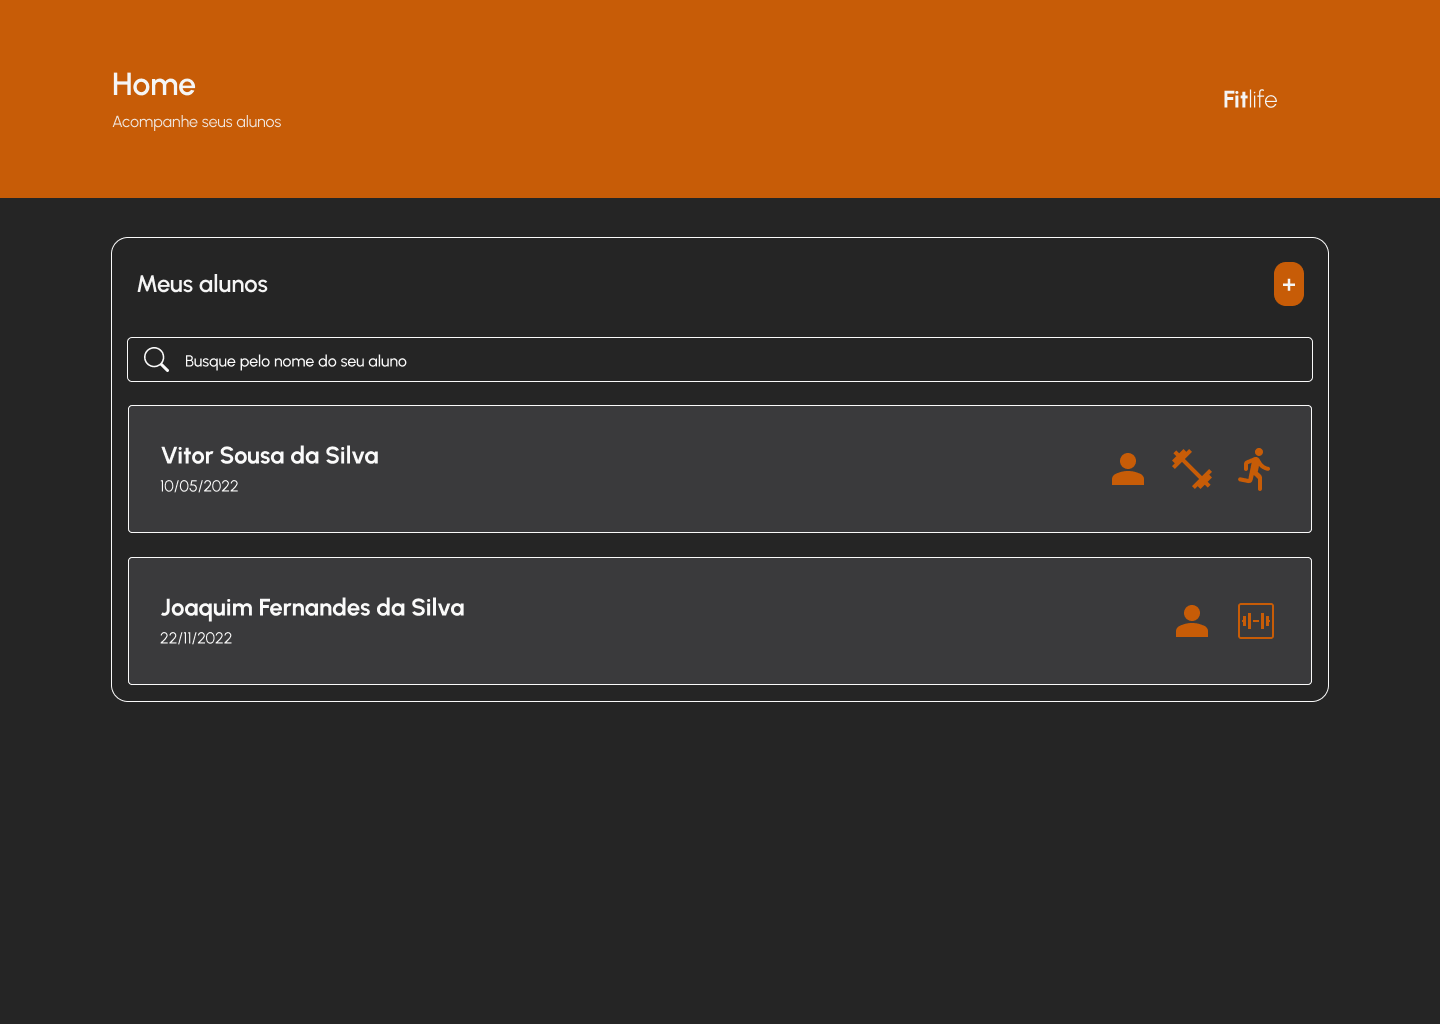 Home
Acompanhe seus alunos
Fitlife
Meus alunos
+
Busque pelo nome do seu aluno
Vitor Sousa da Silva
10/05/2022
Joaquim Fernandes da Silva
22/11/2022